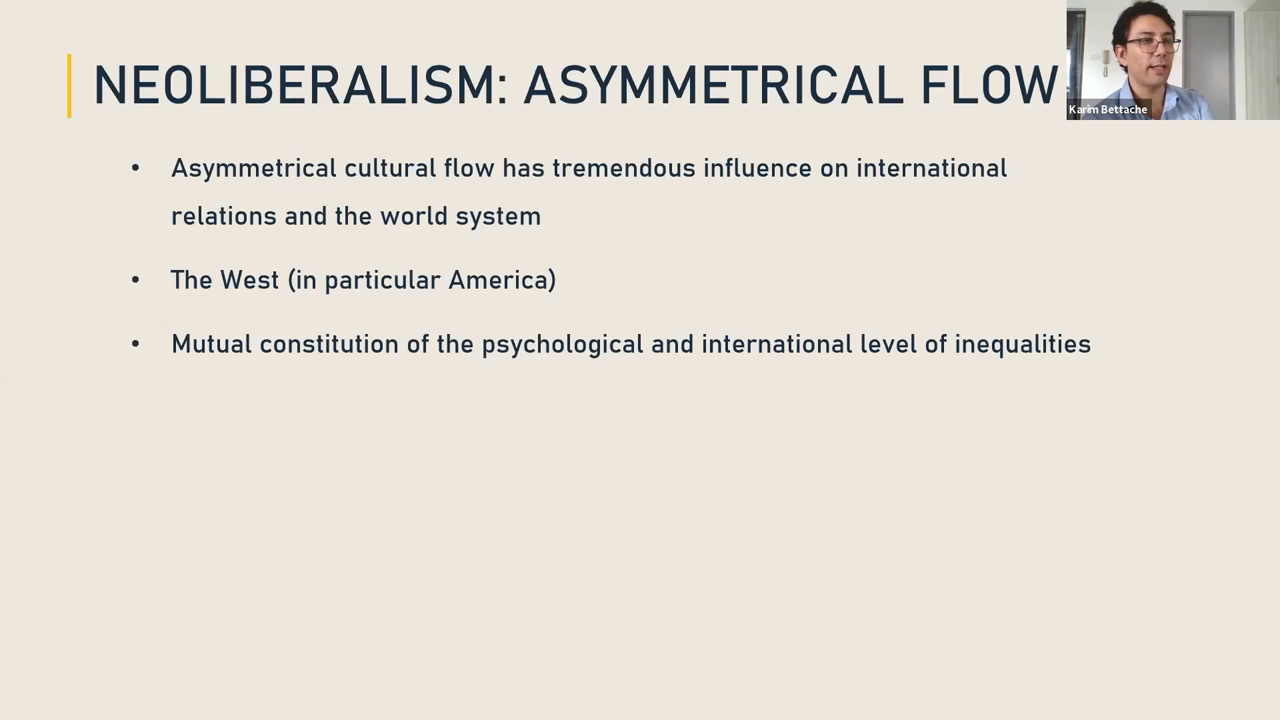 NEOLIBERALISM: ASYMMETRICAL FLOW
Karim Bettache
• Asymmetrical cultural flow has tremendous influence on international
relations and the world system
• The West (in particular America)
• Mutual constitution of the psychological and international level of inequalities